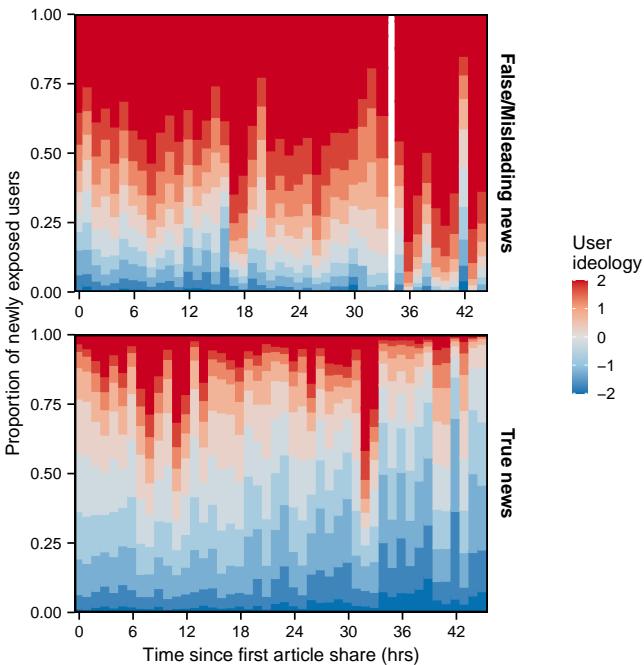 1.00
0.75
0.50
0.25
0.00
0 6 12 18 24 30 36 42
False/Misleading news
1.00
0.75
0.50
0.25
0.00
0 6 12 18 24 30 36 42
True news
Proportion of newly exposed users
Time since first article share (hrs)
User
ideology
2
1
0
−1
−2